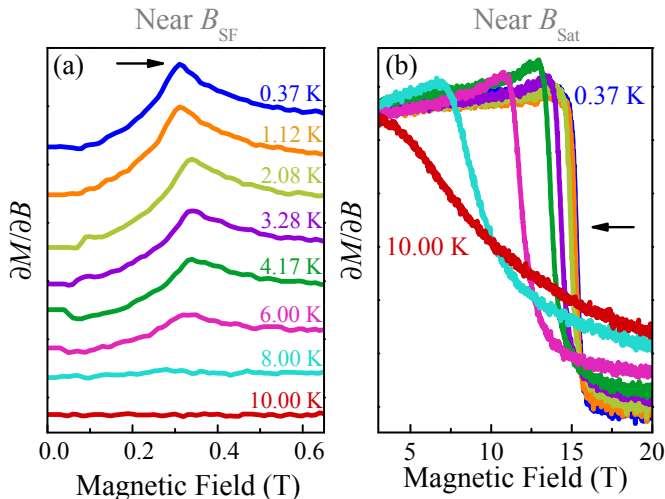 Near B_SF
Near B_Sat
(a)
(b)
0.37 K
1.12 K
2.08 K
3.28 K
4.17 K
6.00 K
8.00 K
10.00 K
0.37 K
10.00 K
∂M/∂B
∂M/∂B
0.0 0.2 0.4 0.6
5 10 15 20
Magnetic Field (T)
Magnetic Field (T)